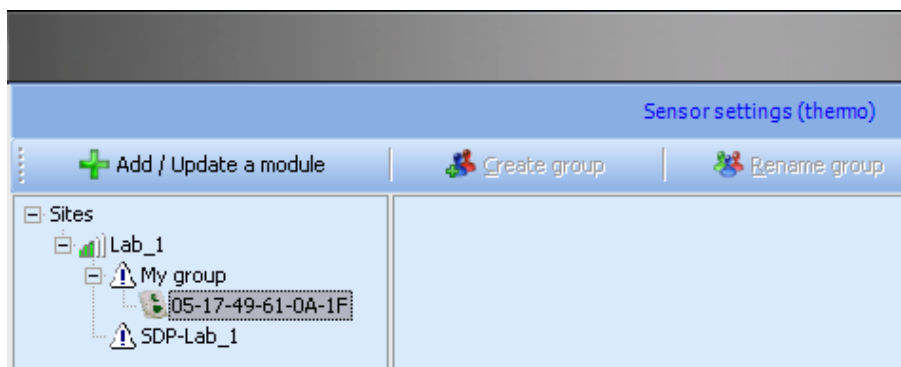 Sensor settings (thermo)
Add / Update a module
Create group
Rename group
Sites
Lab_1
My group
05-17-49-61-0A-1F
SDP-Lab_1